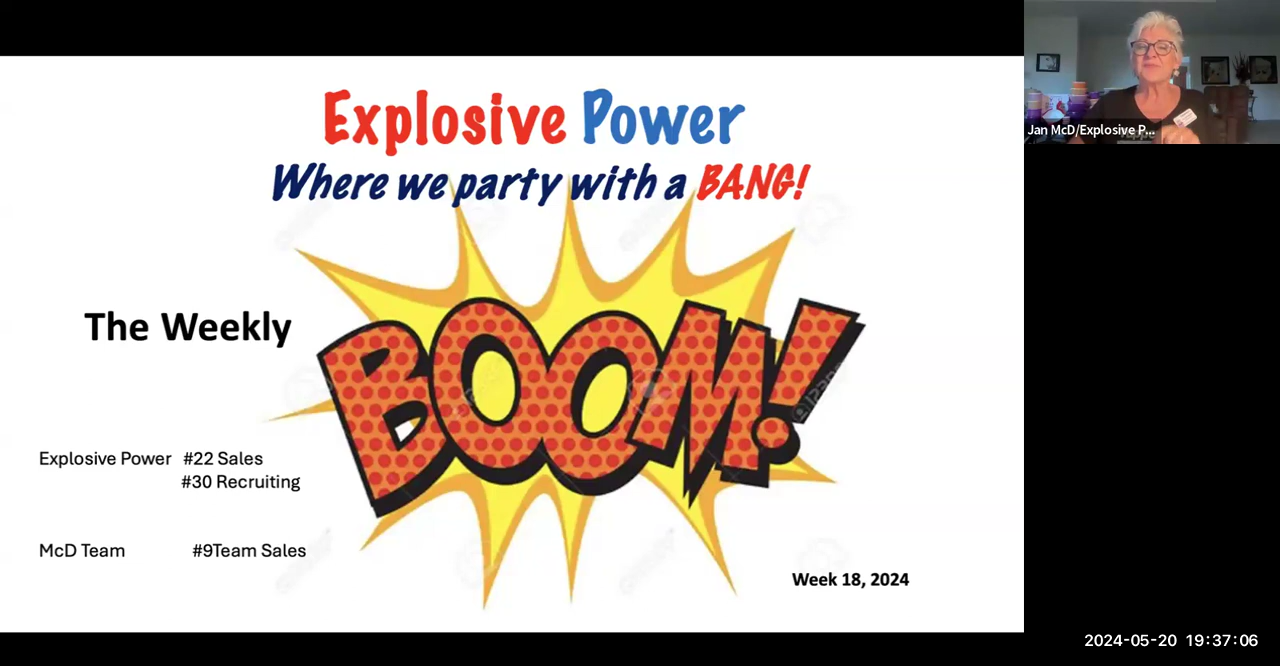 Explosive Power
Where we party with a BANG!
The Weekly
BOOM!
Explosive Power #22 Sales
#30 Recruiting
McD Team #9Team Sales
Week 18, 2024
Jan McD/Explosive P...
2024-05-20 19:37:06